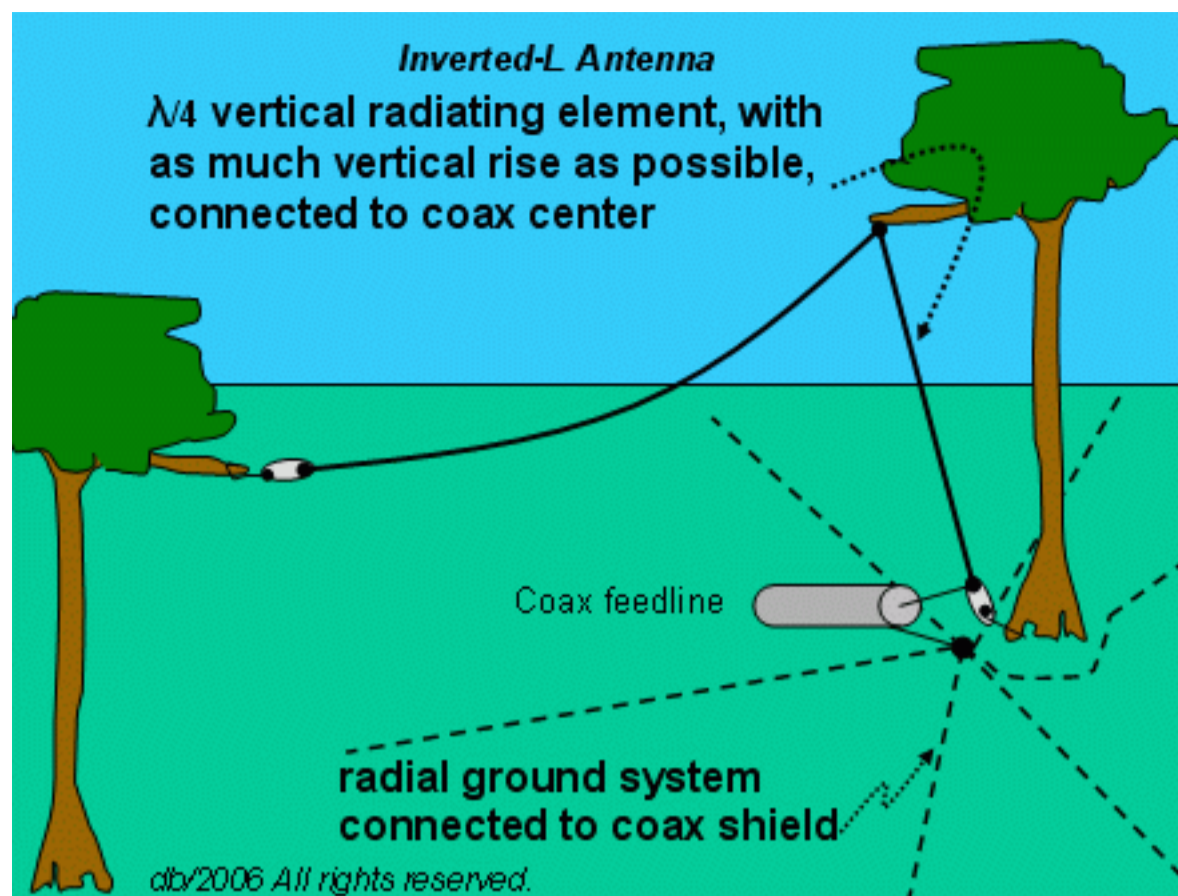 Inverted-L Antenna
λ/4 vertical radiating element, with
as much vertical rise as possible,
connected to coax center
Coax feedline
radial ground system
connected to coax shield
db/2006 All rights reserved.